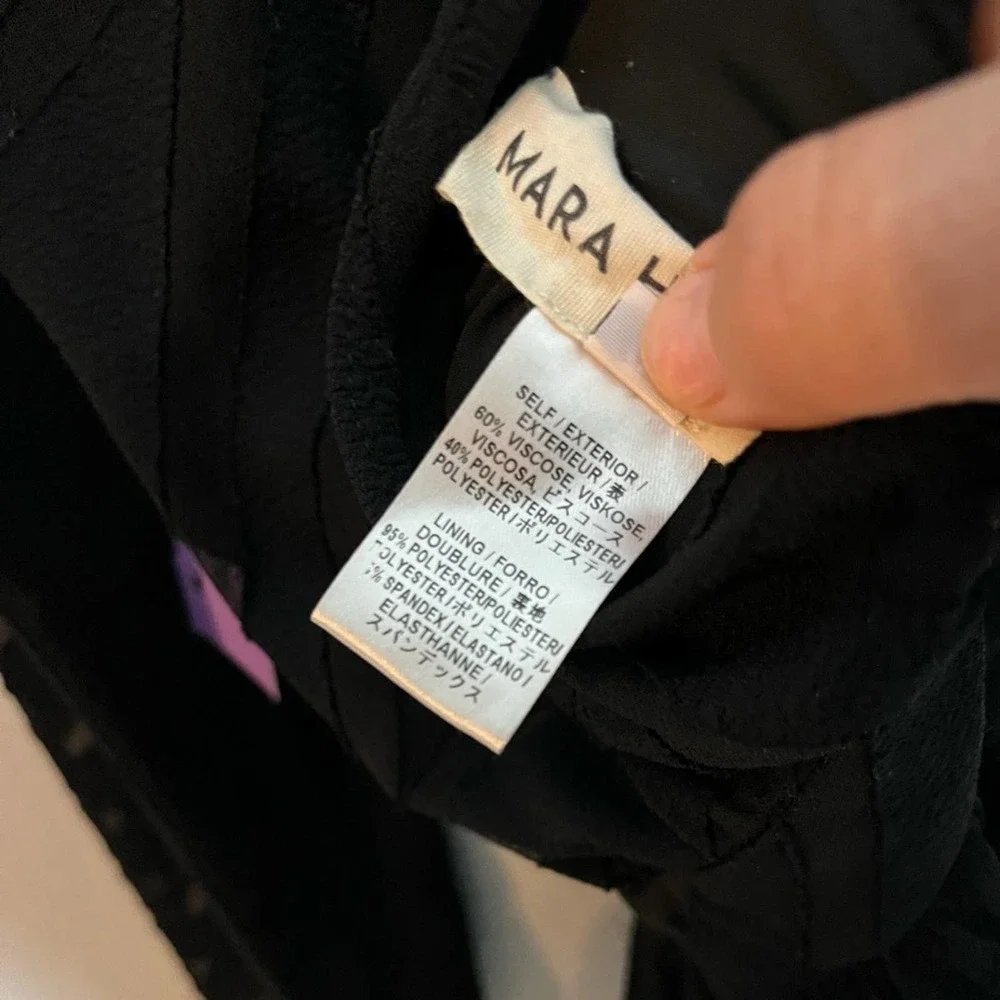 MARA H
SELF / EXTERIOR /
EXTERIEUR / 表
60% VISCOSE, VISKOSE,
VISCOSA, ビスコース
40% POLYESTER/POLIESTER/
POLYESTER / ポリエステル
LINING / FORRO /
DOUBLURE / 裏地
95% POLYESTER/POLIESTER/
POLYESTER / ポリエステル
% SPANDEX / ELASTANO /
ELASTHANNE /
スパンデックス